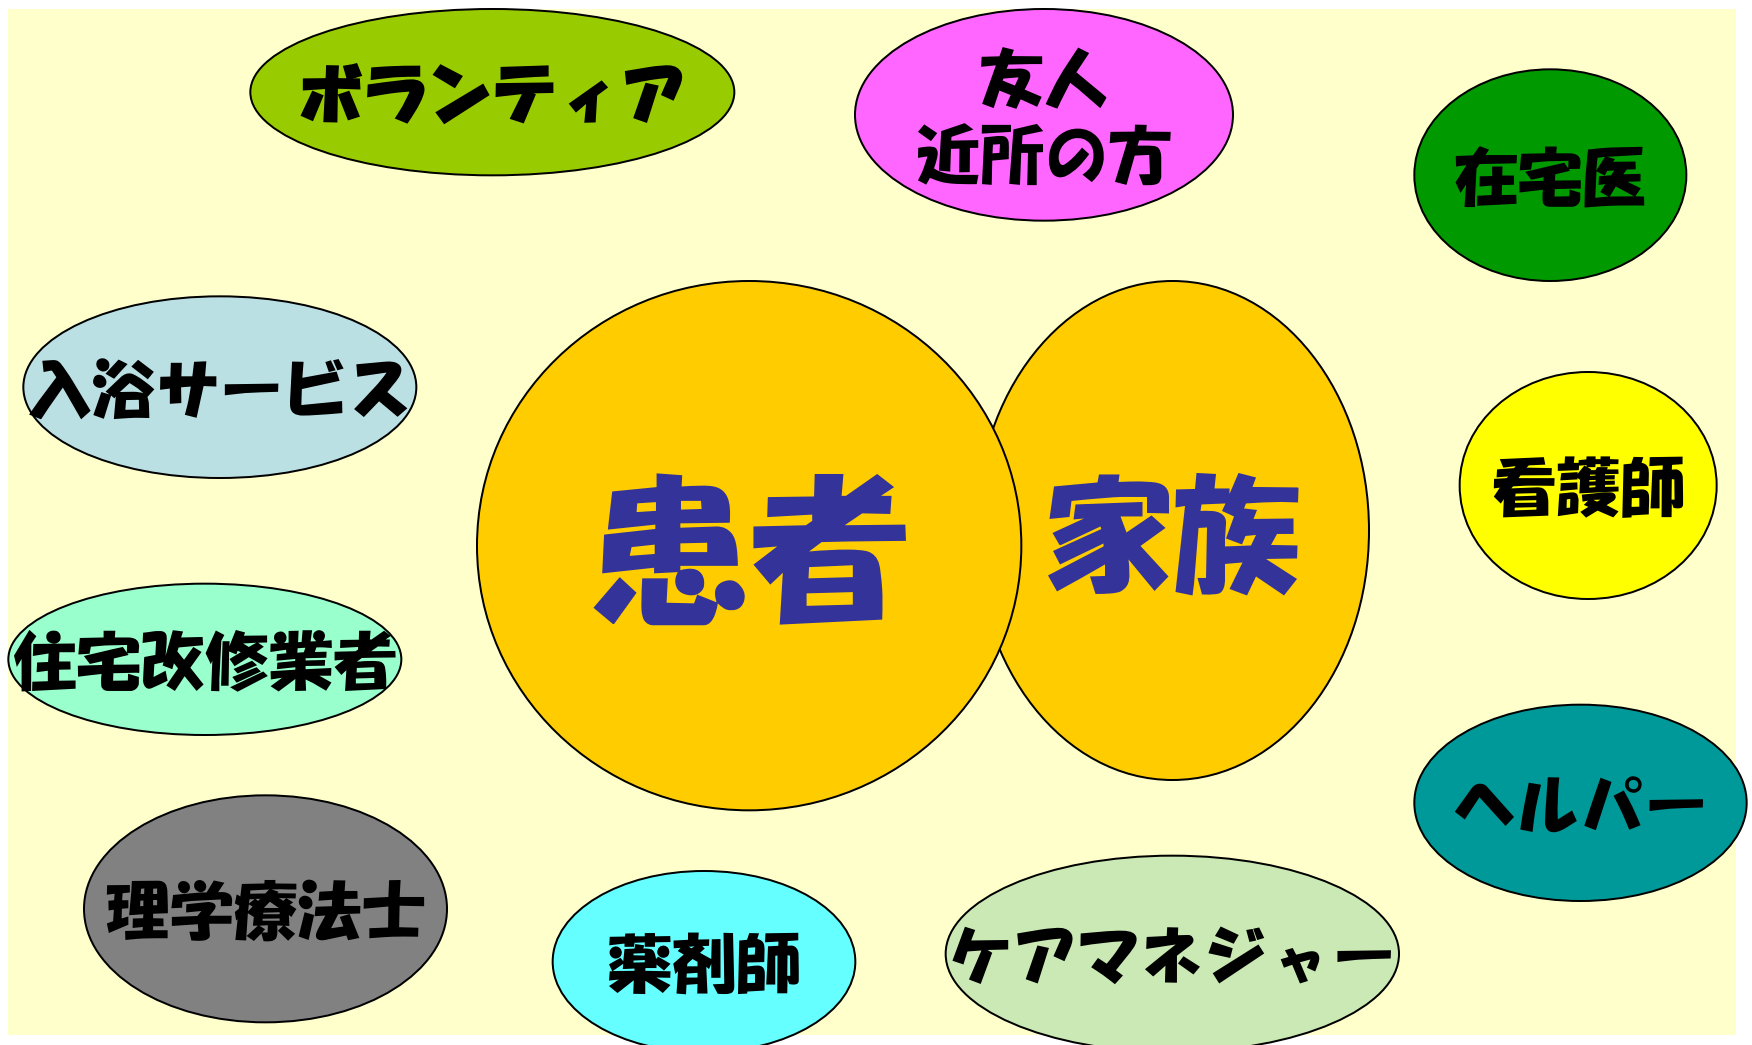 ボランティア
友人
近所の方
在宅医
入浴サービス
患者
家族
看護師
住宅改修業者
ヘルパー
理学療法士
薬剤師
ケアマネジャー